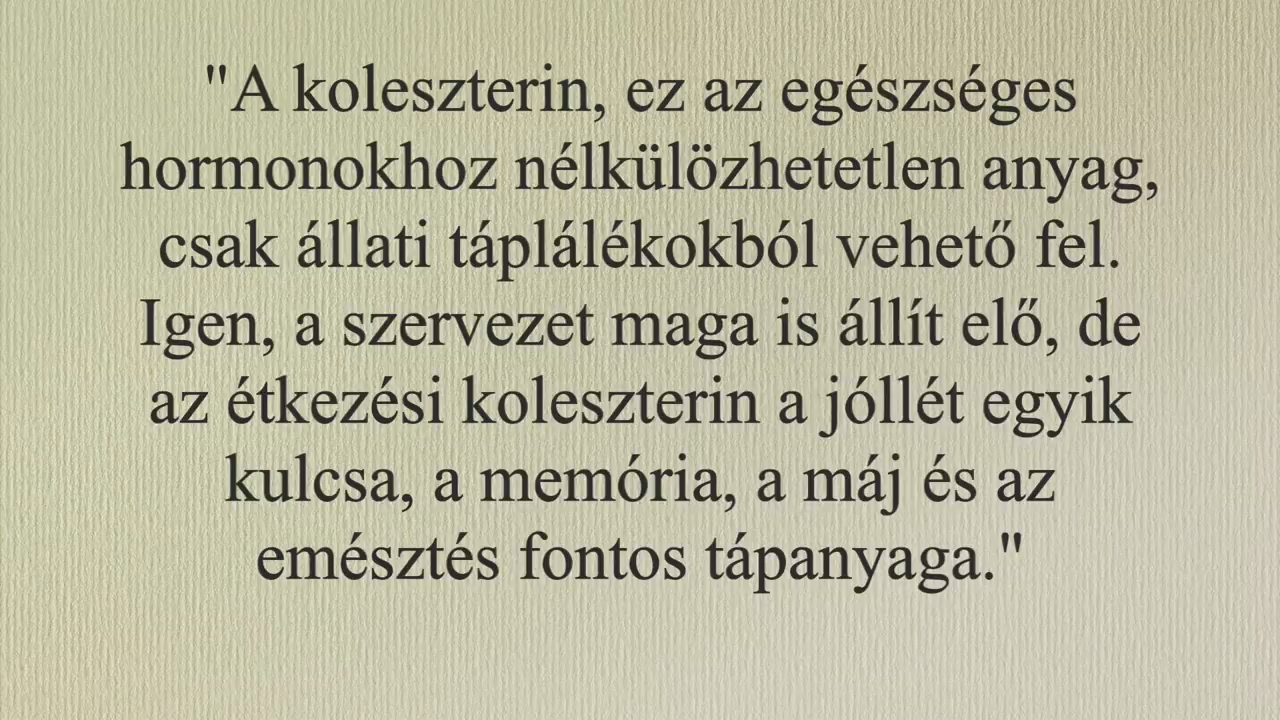 "A koleszterin, ez az egészséges
hormonokhoz nélkülözhetetlen anyag,
csak állati táplálékokból vehető fel.
Igen, a szervezet maga is állít elő, de
az étkezési koleszterin a jóllét egyik
kulcsa, a memória, a máj és az
emésztés fontos tápanyaga."